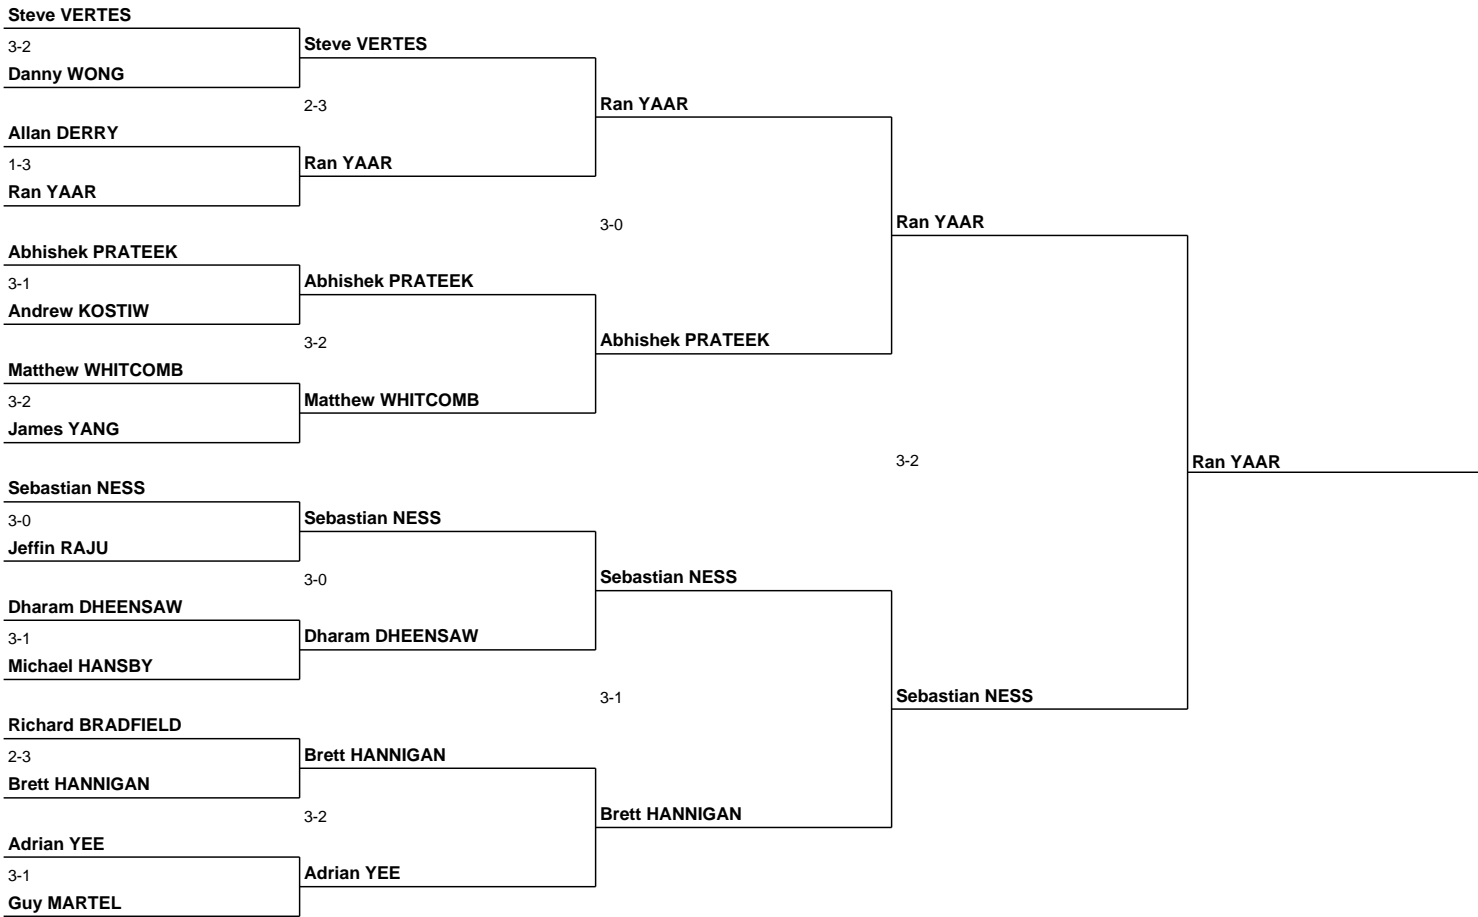 Steve VERTES
3-2
Danny WONG
Allan DERRY
1-3
Ran YAAR
Abhishek PRATEEK
3-1
Andrew KOSTIW
Matthew WHITCOMB
3-2
James YANG
Sebastian NESS
3-0
Jeffin RAJU
Dharam DHEENSAW
3-1
Michael HANSBY
Richard BRADFIELD
2-3
Brett HANNIGAN
Adrian YEE
3-1
Guy MARTEL
Steve VERTES
2-3
Ran YAAR
Abhishek PRATEEK
3-2
Matthew WHITCOMB
Sebastian NESS
3-0
Dharam DHEENSAW
Brett HANNIGAN
3-2
Adrian YEE
Ran YAAR
3-0
Abhishek PRATEEK
Sebastian NESS
3-1
Brett HANNIGAN
Ran YAAR
3-2
Sebastian NESS
Ran YAAR